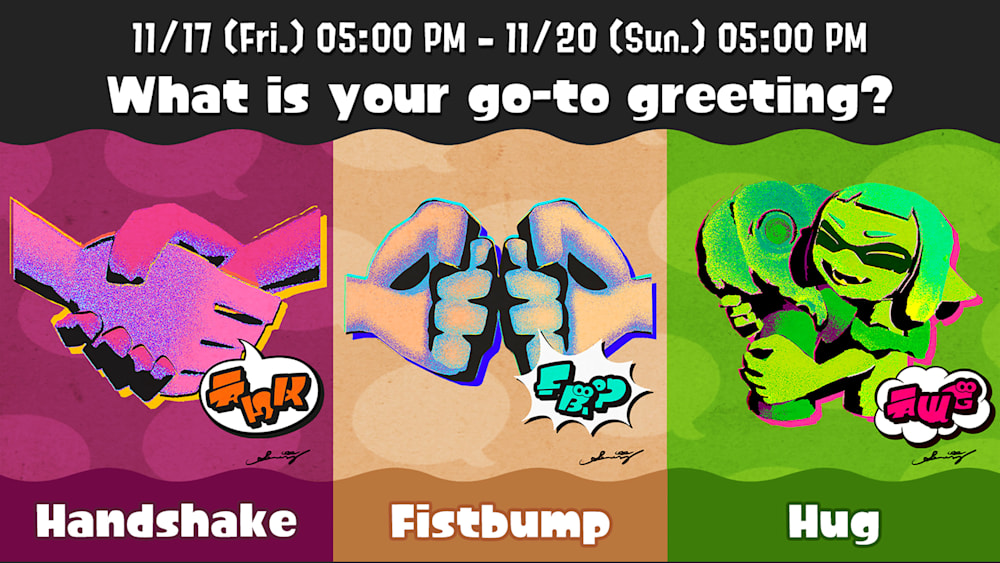 11/17 (Fri.) 05:00 PM – 11/20 (Sun.) 05:00 PM
What is your go-to greeting?
Handshake
Fistbump
Hug